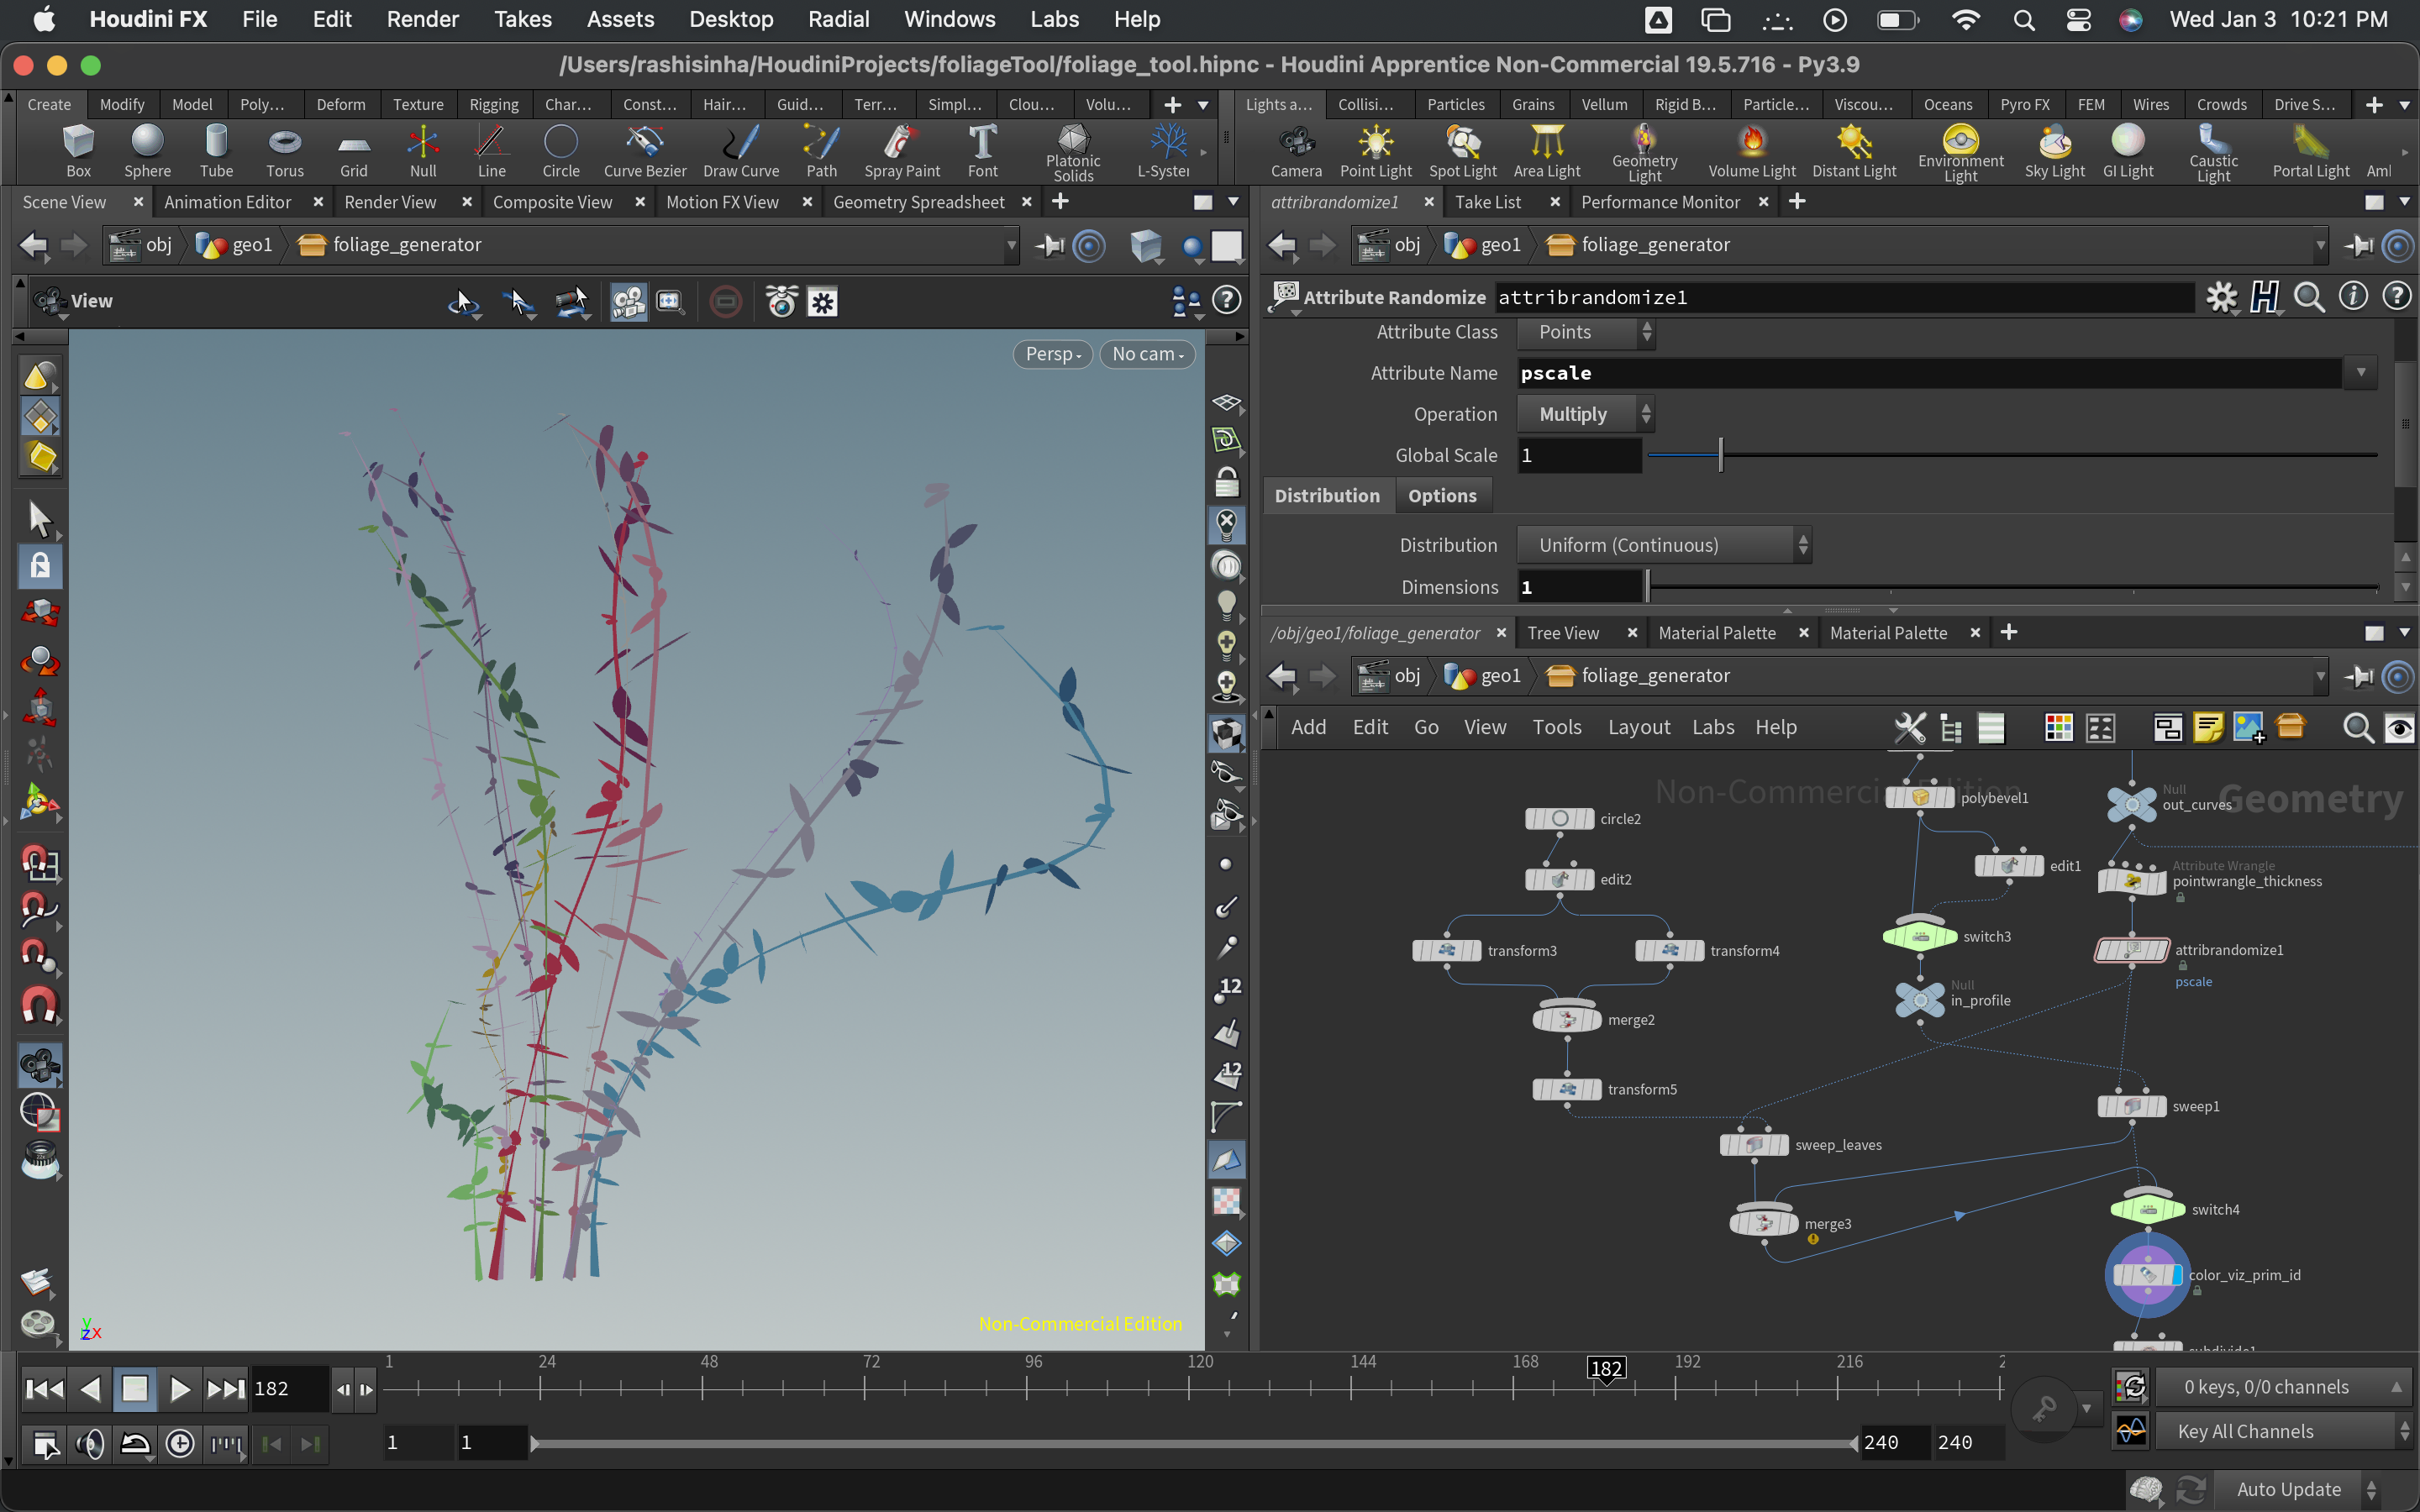 Houdini FX File Edit Render Takes Assets Desktop Radial Windows Labs Help Wed Jan 3 10:21 PM
/Users/rashisinha/HoudiniProjects/foliageTool/foliage_tool.hipnc - Houdini Apprentice Non-Commercial 19.5.716 - Py3.9
Create Modify Model Poly... Deform Texture Rigging Char... Const... Hair... Guid... Terr... Simpl... Clou... Volu...
Lights a... Collisi... Particles Grains Vellum Rigid B... Particle... Viscou... Oceans Pyro FX FEM Wires Crowds Drive S...
Box Sphere Tube Torus Grid Null Line Circle Curve Bezier Draw Curve Path Spray Paint Font Platonic Solids L-Syster
Camera Point Light Spot Light Area Light Geometry Light Volume Light Distant Light Environment Light Sky Light GI Light Caustic Light Portal Light Aml
Scene View Animation Editor Render View Composite View Motion FX View Geometry Spreadsheet
attribrandomize1 Take List Performance Monitor
obj geo1 foliage_generator
obj geo1 foliage_generator
View
Attribute Randomize attribrandomize1
Persp No cam
Attribute Class Points
Attribute Name pscale
Operation Multiply
Global Scale 1
Distribution Options
Distribution Uniform (Continuous)
Dimensions 1
/obj/geo1/foliage_generator Tree View Material Palette Material Palette
obj geo1 foliage_generator
Add Edit Go View Tools Layout Labs Help
Non-Commercial Edition
Geometry
polybevel1
Null
out_curves
circle2
edit1
Attribute Wrangle
pointwrangle_thickness
edit2
switch3
transform3
transform4
attribrandomize1
pscale
Null
in_profile
merge2
transform5
sweep1
sweep_leaves
merge3
switch4
color_viz_prim_id
subdivide1
12
12
y
z x
Non-Commercial Edition
182
1 24 48 72 96 120 144 168 182 192 216 2
0 keys, 0/0 channels
1 1 240 240
Key All Channels
Auto Update